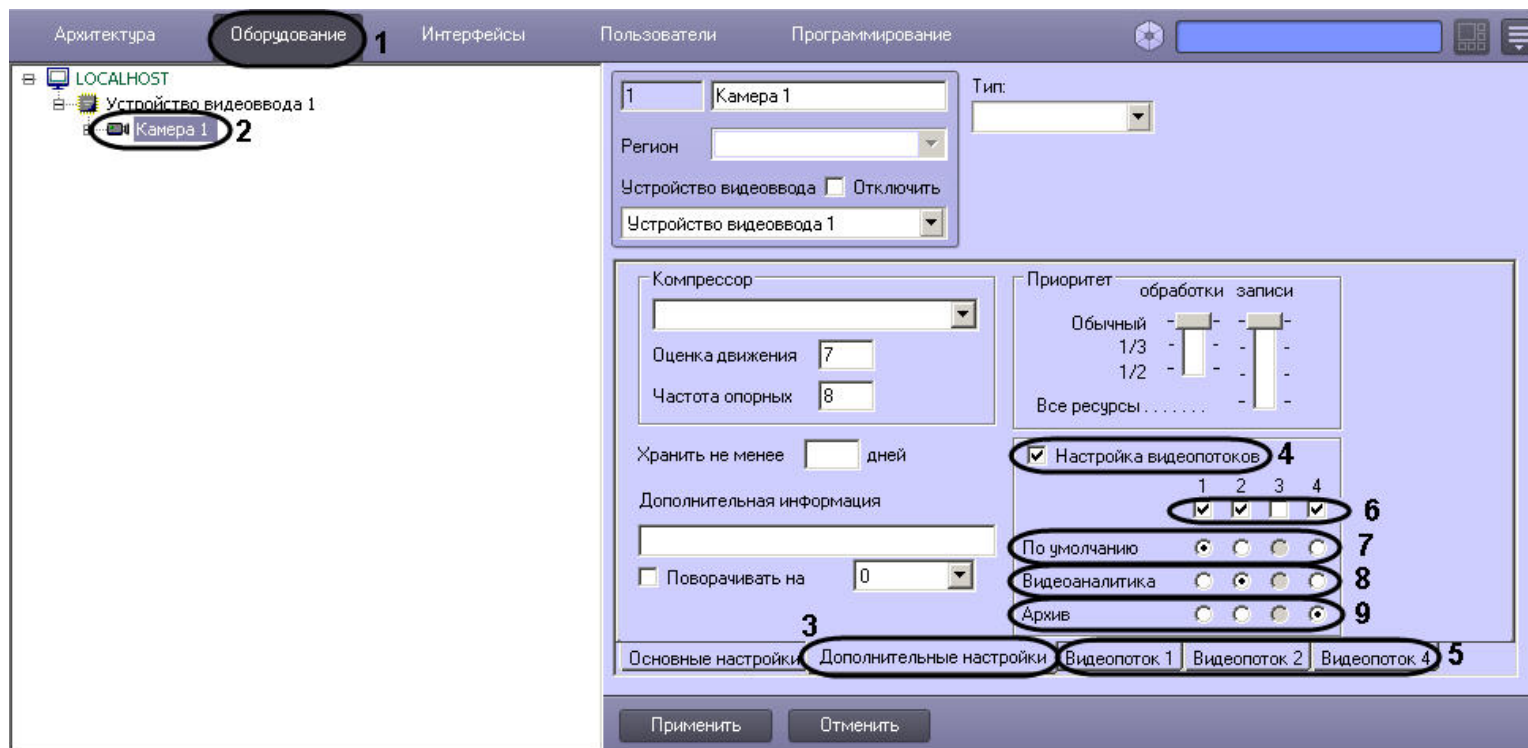 Архитектура Оборудование 1 Интерфейсы Пользователи Программирование
LOCALHOST
Устройство видеоввода 1
Камера 1 2
1 Камера 1
Тип:
Регион
Устройство видеоввода Отключить
Устройство видеоввода 1
Компрессор
Оценка движения 7
Частота опорных 8
Приоритет
обработки записи
Обычный
1/3
1/2
Все ресурсы.......
Хранить не менее дней
Дополнительная информация
Поворачивать на 0
Настройка видеопотоков 4
1 2 3 4
6
По умолчанию 7
Видеоаналитика 8
Архив 9
3
Основные настройки Дополнительные настройки Видеопоток 1 Видеопоток 2 Видеопоток 4 5
Применить Отменить